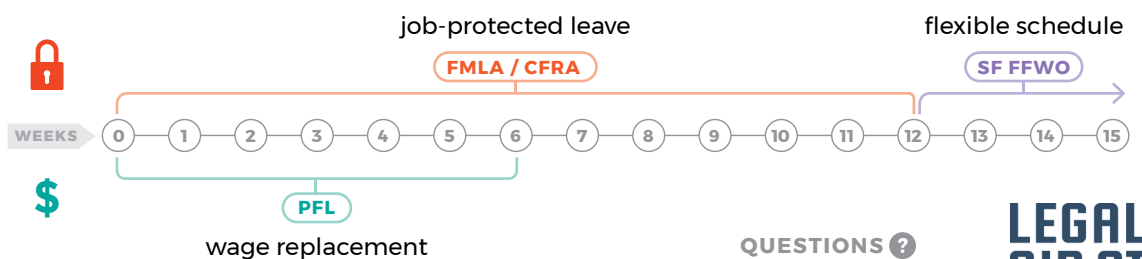 job-protected leave
flexible schedule
FMLA / CFRA
SF FFWO
WEEKS 0 1 2 3 4 5 6 7 8 9 10 11 12 13 14 15
$
PFL
wage replacement
QUESTIONS ?
LEGAL